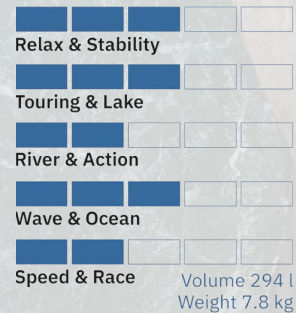 Relax & Stability
Touring & Lake
River & Action
Wave & Ocean
Speed & Race
Volume 294 l
Weight 7.8 kg